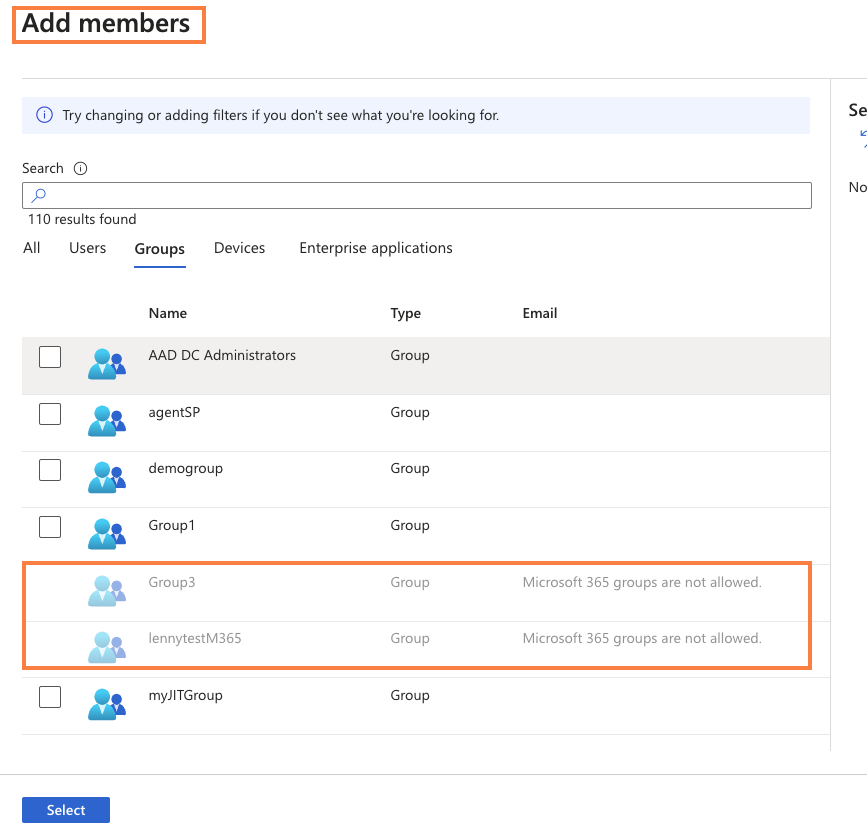 Add members
Try changing or adding filters if you don't see what you're looking for.
Search
110 results found
All Users Groups Devices Enterprise applications
Name Type Email
AAD DC Administrators Group
agentSP Group
demogroup Group
Group1 Group
Group3 Group Microsoft 365 groups are not allowed.
lennytestM365 Group Microsoft 365 groups are not allowed.
myJITGroup Group
Select
Se
No